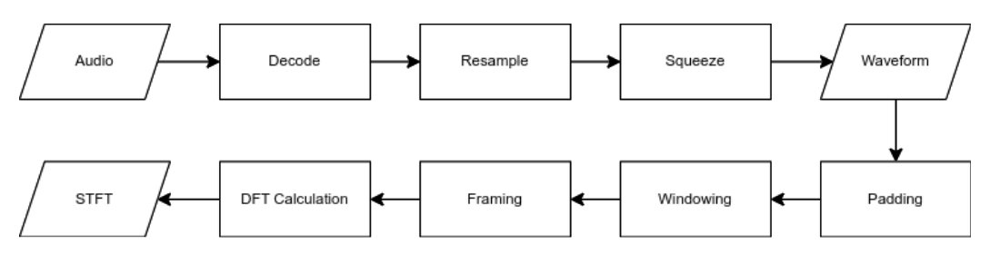 Audio
Decode
Resample
Squeeze
Waveform
Padding
Windowing
Framing
DFT Calculation
STFT